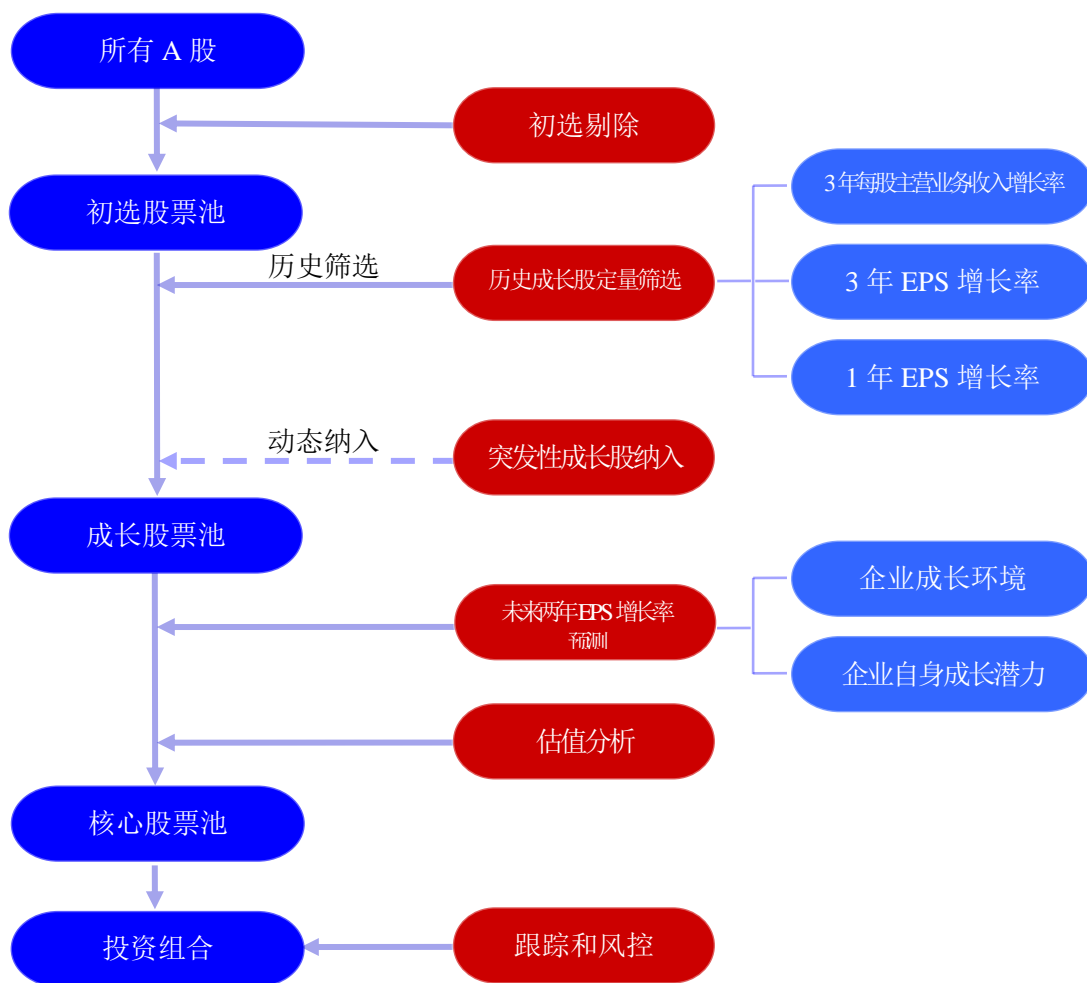 所有 A 股
初选剔除
3年每股主营业务收入增长率
初选股票池
历史筛选
历史成长股定量筛选
3 年 EPS 增长率
1 年 EPS 增长率
动态纳入
突发性成长股纳入
成长股票池
企业成长环境
未来两年EPS 增长率
预测
企业自身成长潜力
估值分析
核心股票池
投资组合
跟踪和风控